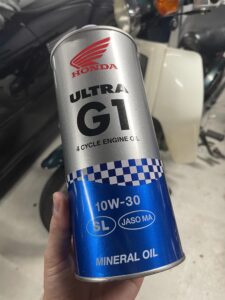 HONDA
ULTRA
G1
4 CYCLE ENGINE OIL
10W-30
SL JASO MA
MINERAL OIL